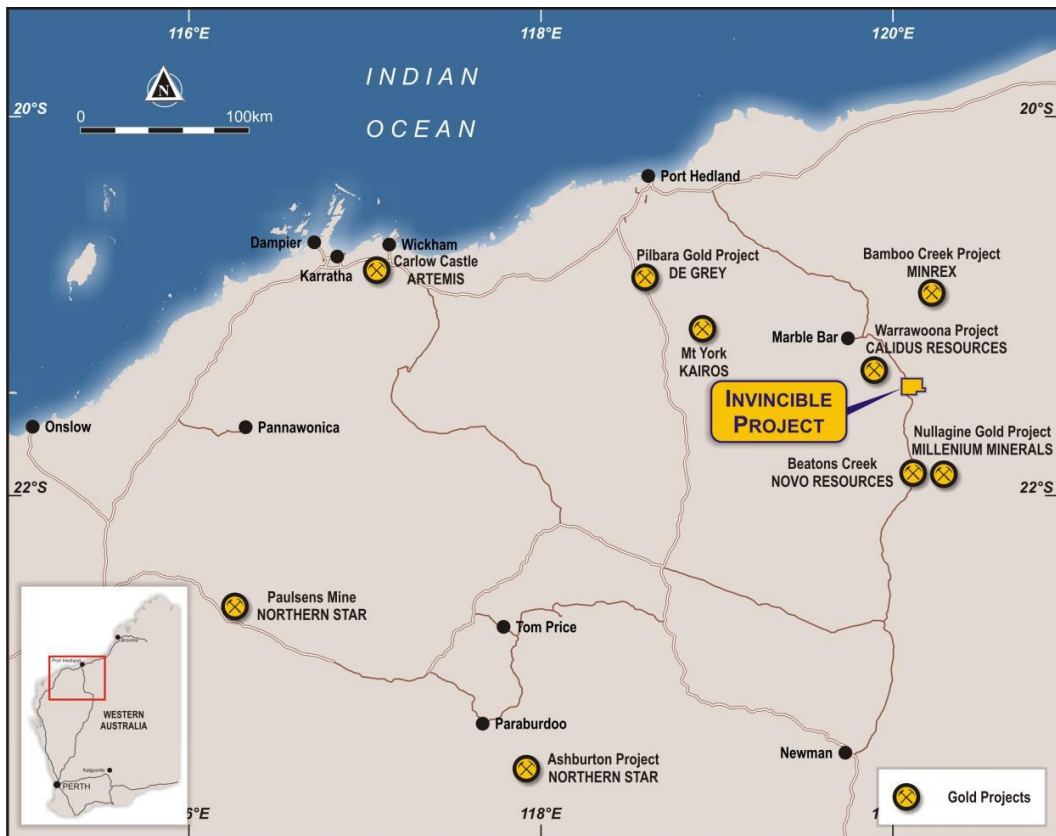 116°E
118°E
120°E
INDIAN
OCEAN
N
20°S
20°S
0
100km
Port Hedland
Dampier
Wickham
Karratha
Carlow Castle
ARTEMIS
Pilbara Gold Project
DE GREY
Bamboo Creek Project
MINREX
Marble Bar
Warrawoona Project
CALIDUS RESOURCES
Mt York
KAIROS
INVINCIBLE
PROJECT
Onslow
Pannawonica
Nullagine Gold Project
MILLENIUM MINERALS
Beatons Creek
NOVO RESOURCES
22°S
22°S
Paulsens Mine
NORTHERN STAR
Tom Price
Paraburdoo
Newman
Ashburton Project
NORTHERN STAR
Broome
Port Hedland
WESTERN
AUSTRALIA
Kalgoorlie
PERTH
6°E
118°E
Gold Projects